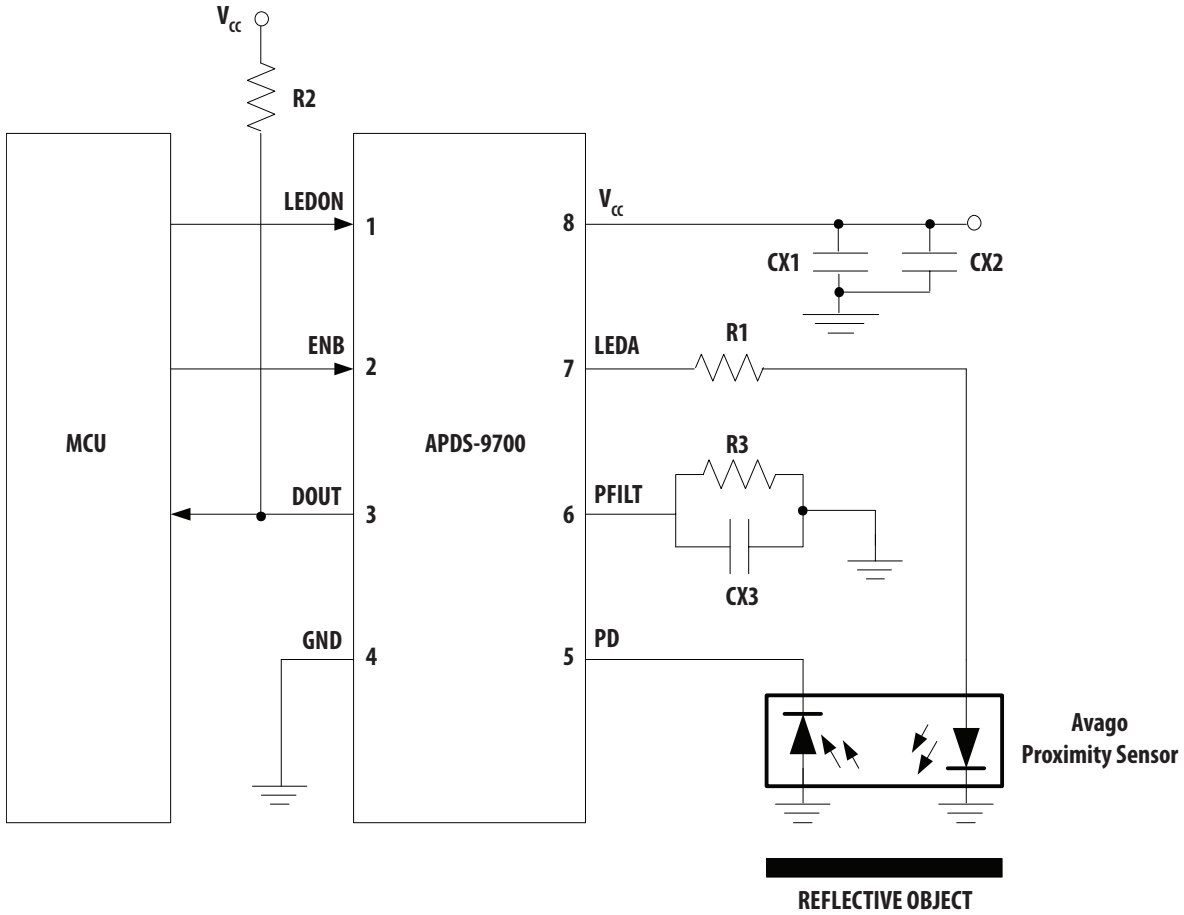 Vcc
R2
LEDON
1
ENB
2
MCU
APDS-9700
DOUT
3
GND
4
Vcc
8
CX1
CX2
R1
LEDA
7
R3
PFILT
6
CX3
PD
5
Avago
Proximity Sensor
REFLECTIVE OBJECT